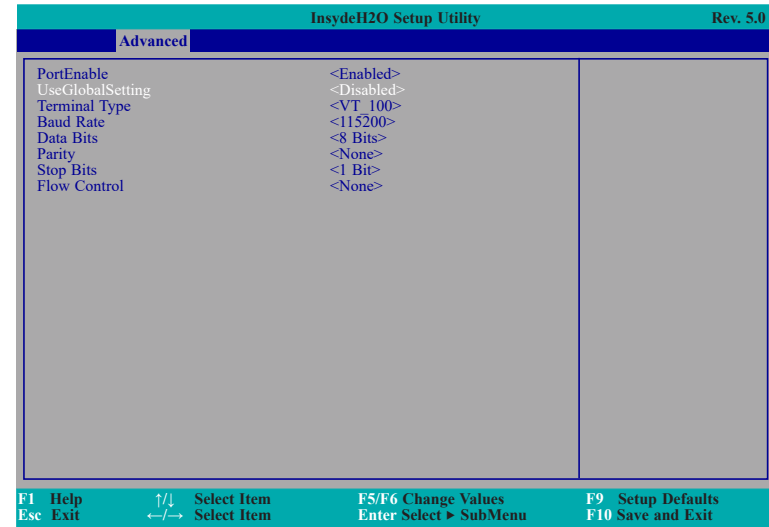 InsydeH2O Setup Utility Rev. 5.0
Advanced
PortEnable <Enabled>
UseGlobalSetting <Disabled>
Terminal Type <VT_100>
Baud Rate <115200>
Data Bits <8 Bits>
Parity <None>
Stop Bits <1 Bit>
Flow Control <None>
F1 Help ↑/↓ Select Item F5/F6 Change Values F9 Setup Defaults
Esc Exit ←/→ Select Item Enter Select ► SubMenu F10 Save and Exit